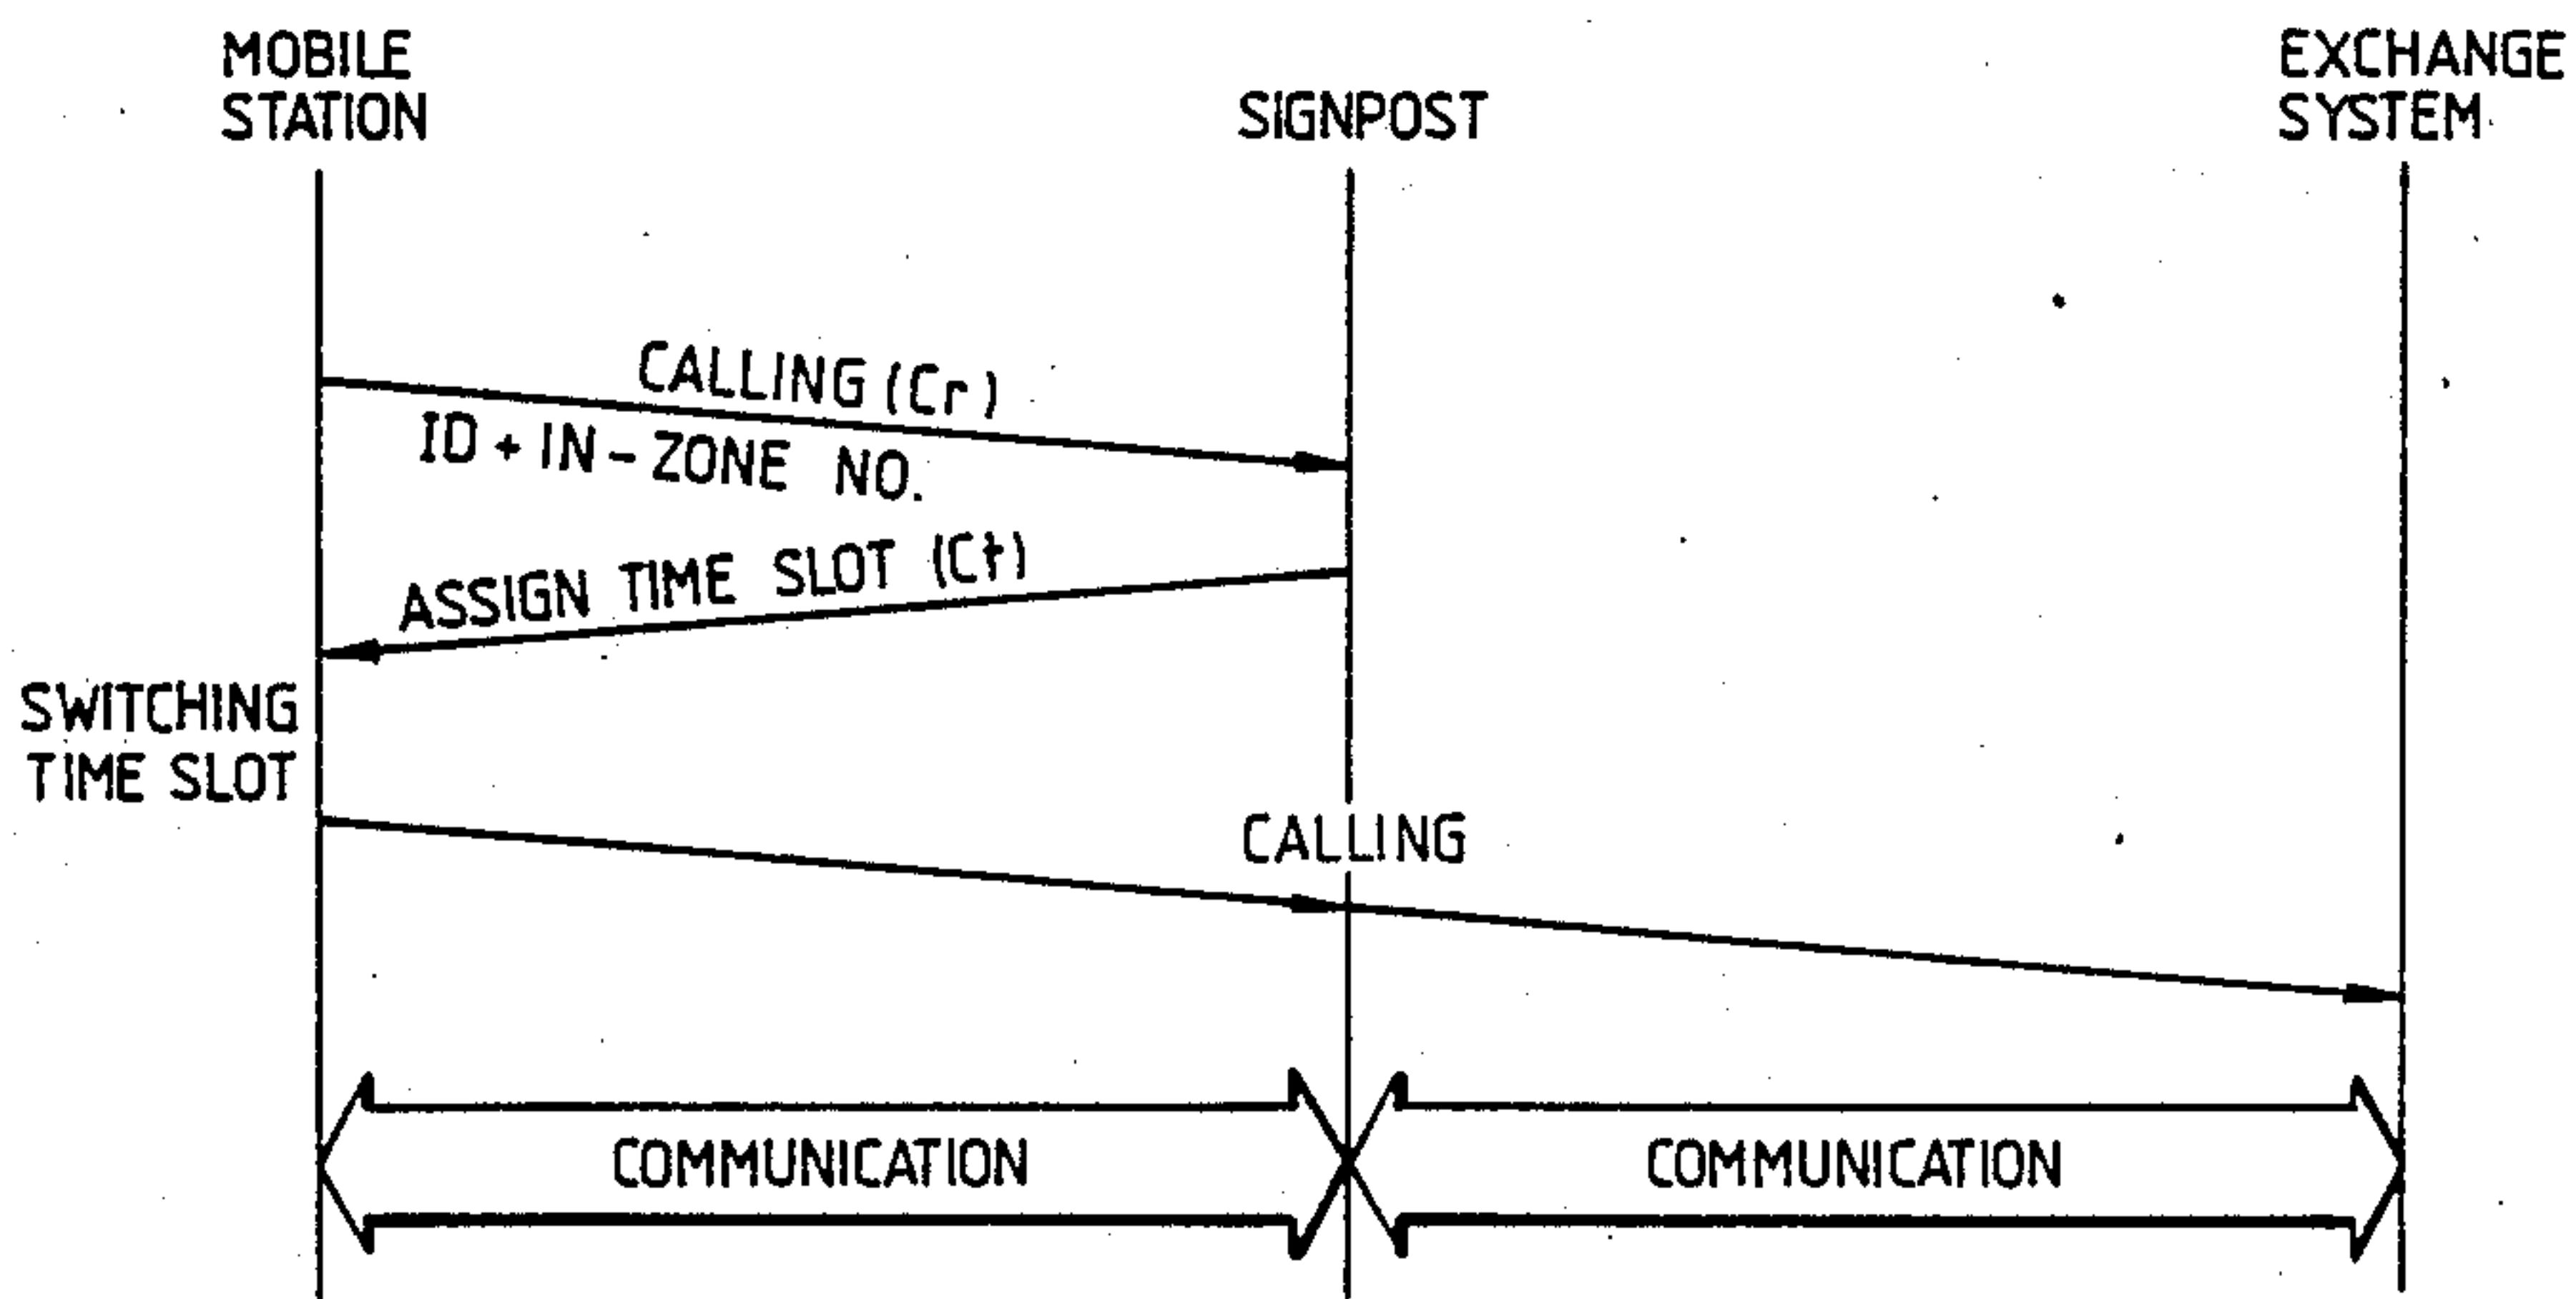 MOBILE
STATION
SIGNPOST
EXCHANGE
SYSTEM
CALLING (Cr)
ID + IN-ZONE NO.
ASSIGN TIME SLOT (Ct)
SWITCHING
TIME SLOT
CALLING
COMMUNICATION
COMMUNICATION